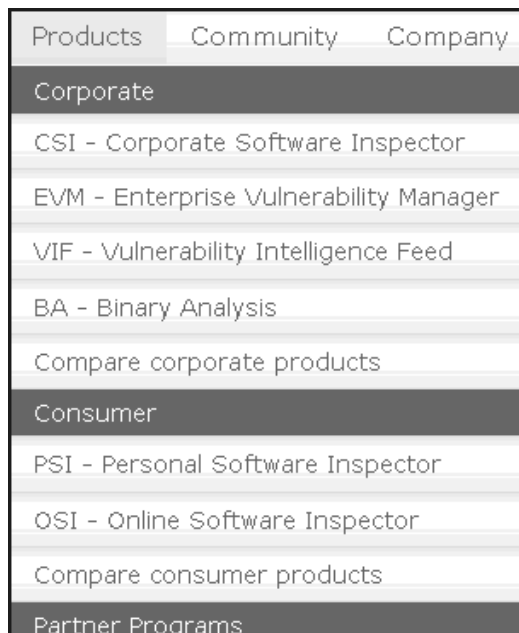 Products Community Company
Corporate
CSI - Corporate Software Inspector
EVM - Enterprise Vulnerability Manager
VIF - Vulnerability Intelligence Feed
BA - Binary Analysis
Compare corporate products
Consumer
PSI - Personal Software Inspector
OSI - Online Software Inspector
Compare consumer products
Partner Programs